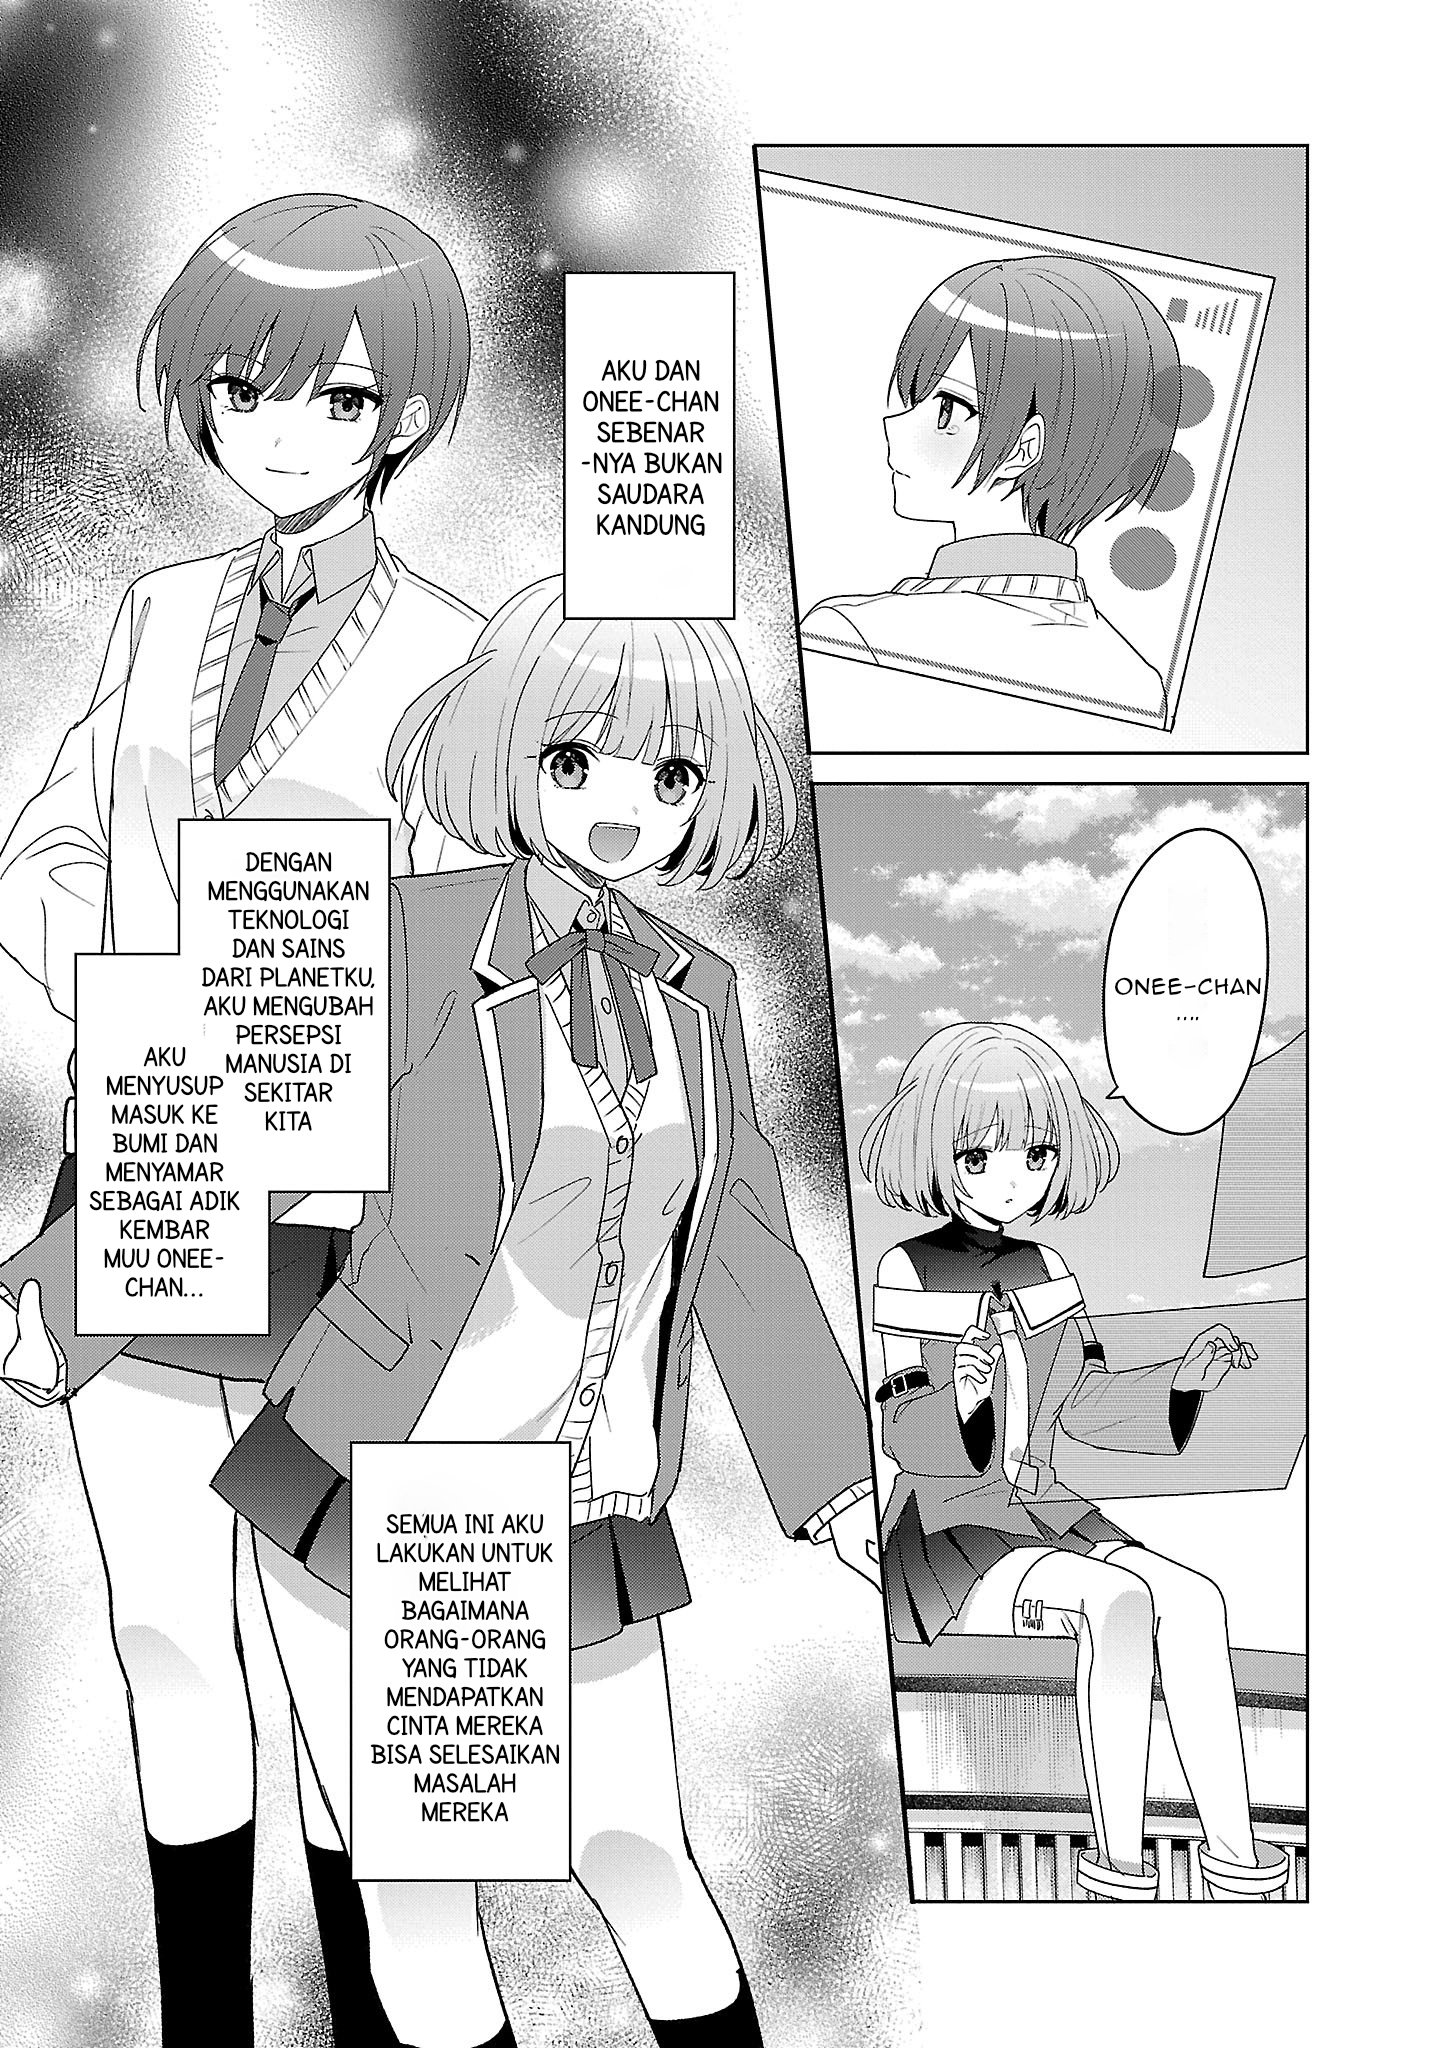 ONEE-CHAN
....
AKU DAN
ONEE-CHAN
SEBENAR
-NYA BUKAN
SAUDARA
KANDUNG
DENGAN
MENGGUNAKAN
TEKNOLOGI
DAN SAINS
DARI PLANETKU,
AKU MENGUBAH
PERSEPSI
MANUSIA DI
SEKITAR
KITA
AKU
MENYUSUP
MASUK KE
BUMI DAN
MENYAMAR
SEBAGAI ADIK
KEMBAR
MUU ONEE-
CHAN...
SEMUA INI AKU
LAKUKAN UNTUK
MELIHAT
BAGAIMANA
ORANG-ORANG
YANG TIDAK
MENDAPATKAN
CINTA MEREKA
BISA SELESAIKAN
MASALAH
MEREKA